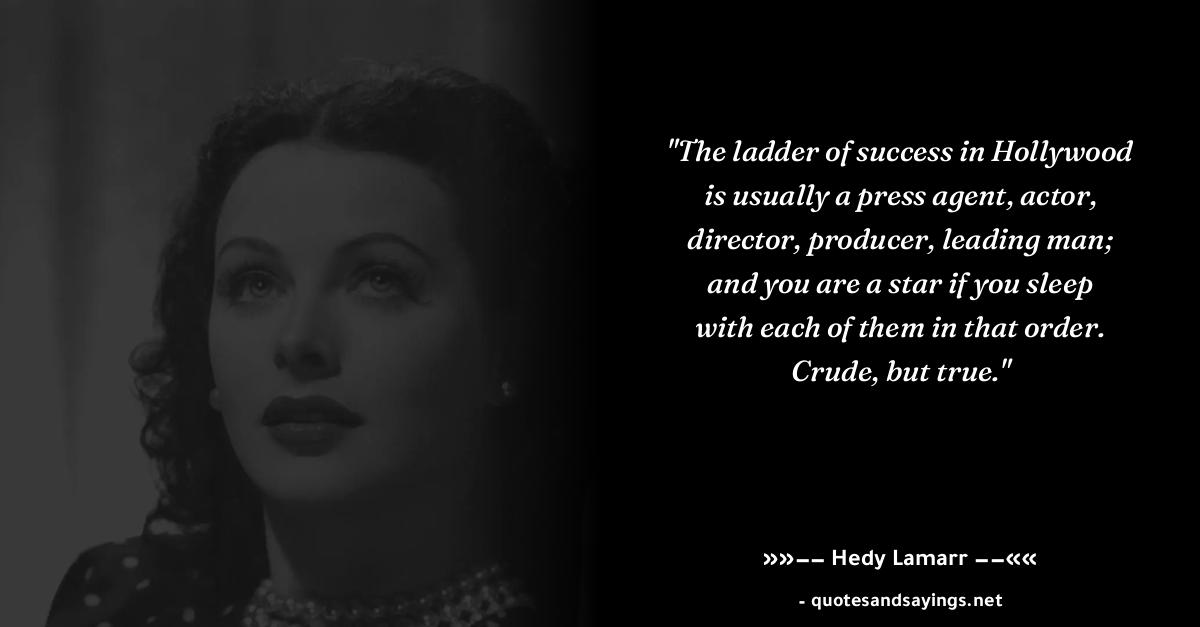 "The ladder of success in Hollywood
is usually a press agent, actor,
director, producer, leading man;
and you are a star if you sleep
with each of them in that order.
Crude, but true."
»»−− Hedy Lamarr −−««
- quotesandsayings.net